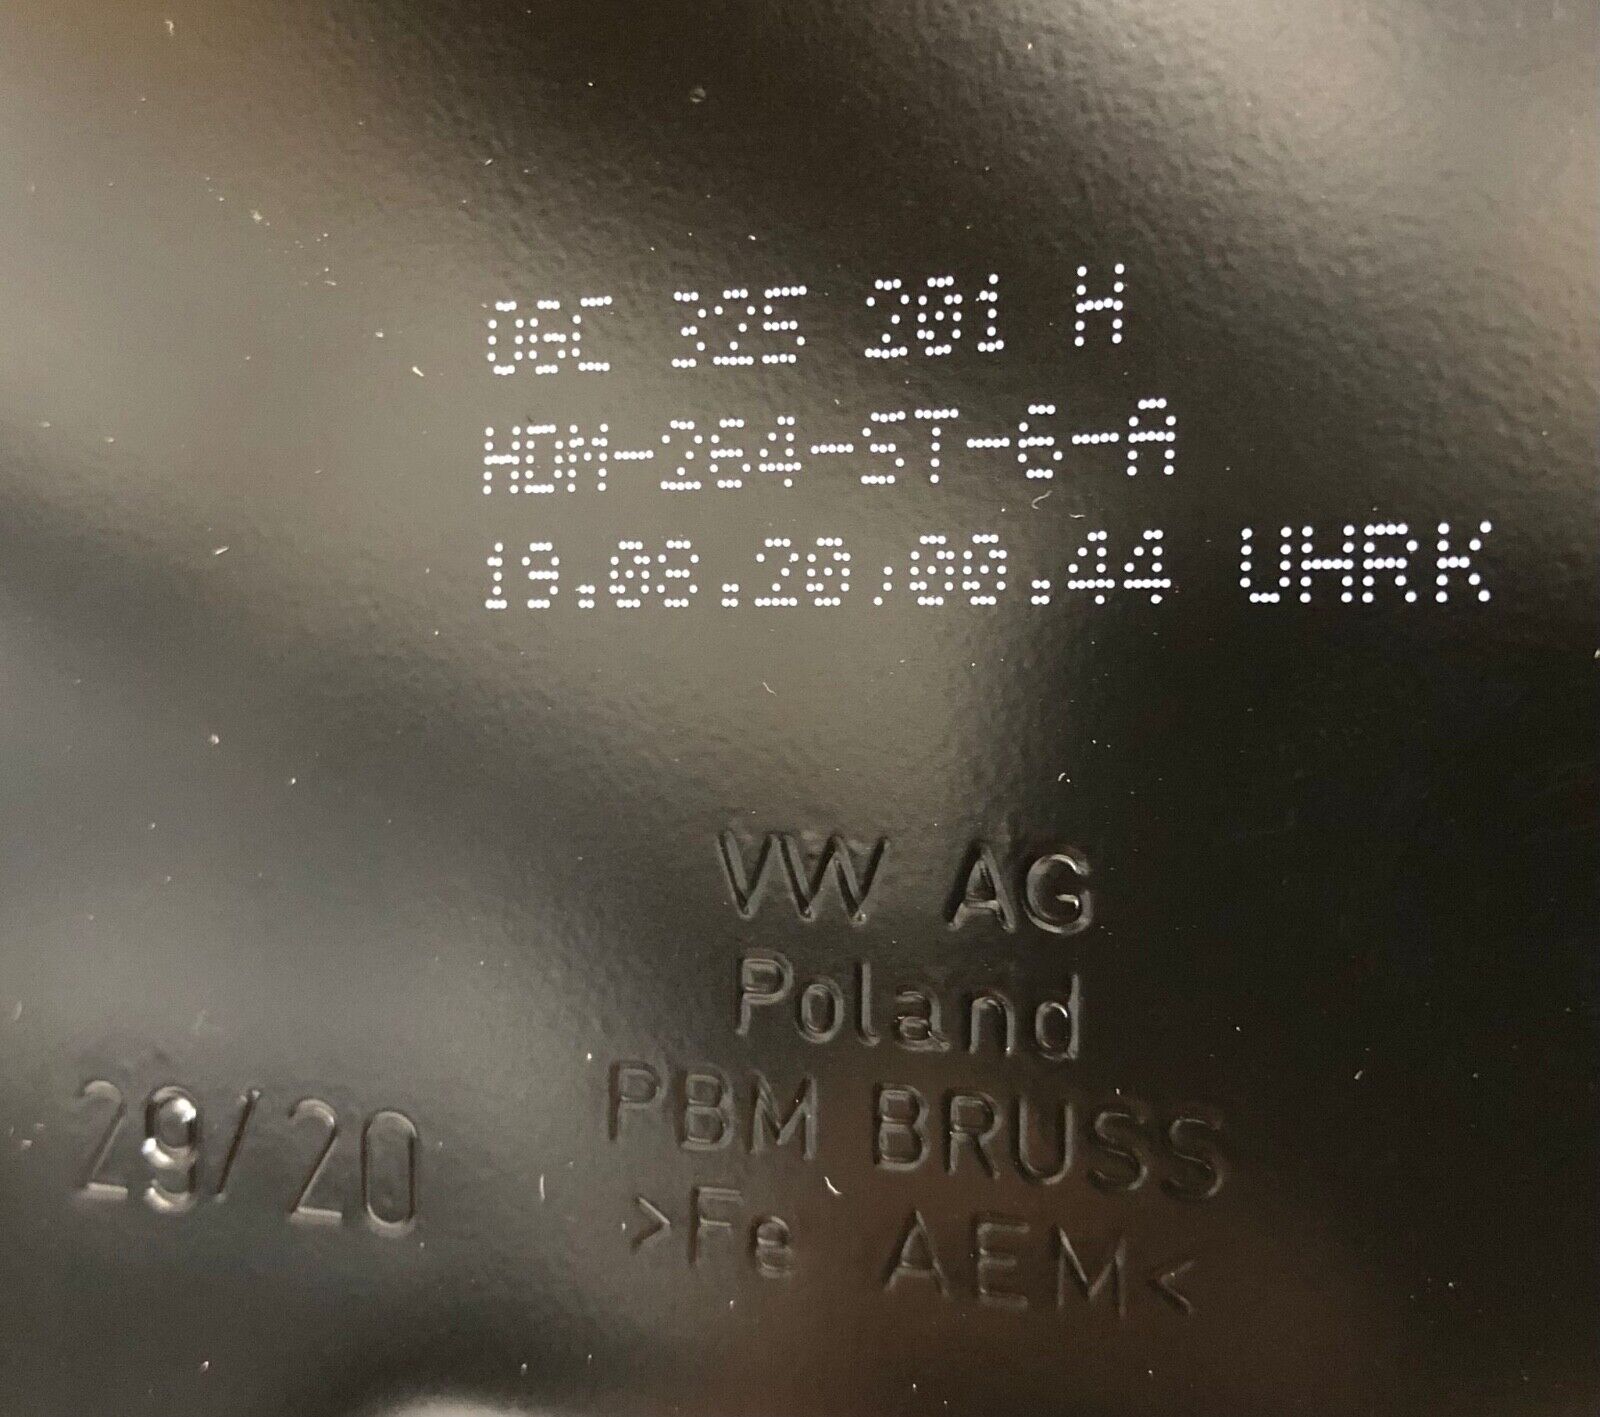 0GC 325 201 H
HDM-264-ST-6-A
19.08.20,00.44 UHRK
VW AG
Poland
29/20
PBM BRUSS
>Fe AEM<